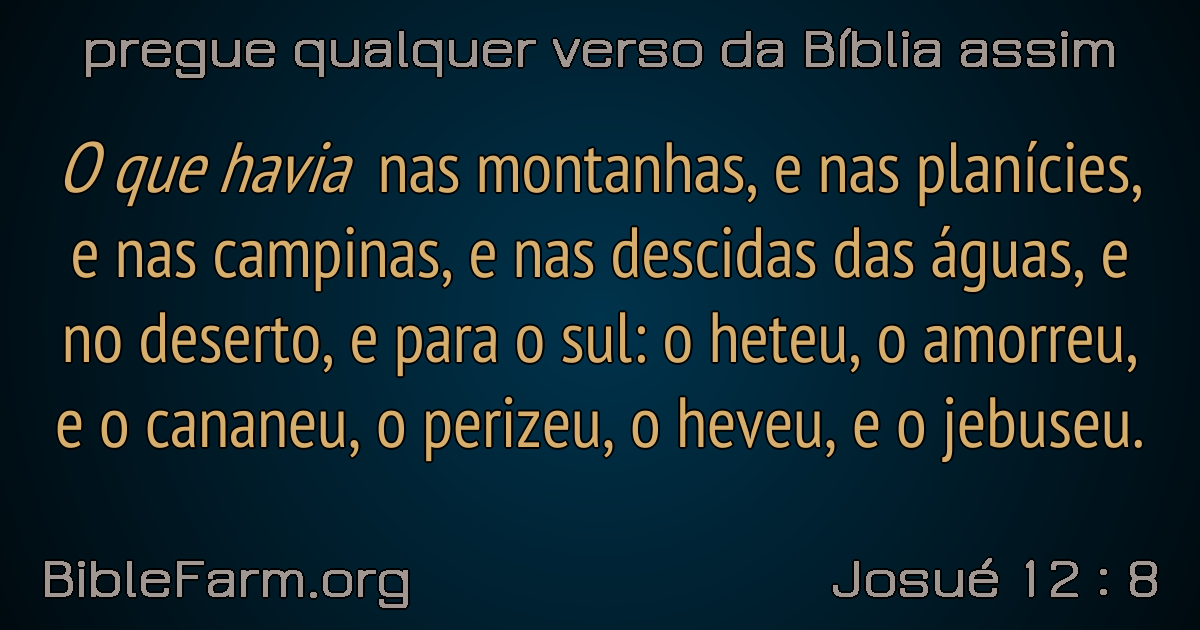 pregue qualquer verso da Bíblia assim
O que havia nas montanhas, e nas planícies,
e nas campinas, e nas descidas das águas, e
no deserto, e para o sul: o heteu, o amorreu,
e o cananeu, o perizeu, o heveu, e o jebuseu.
BibleFarm.org
Josué 12 : 8